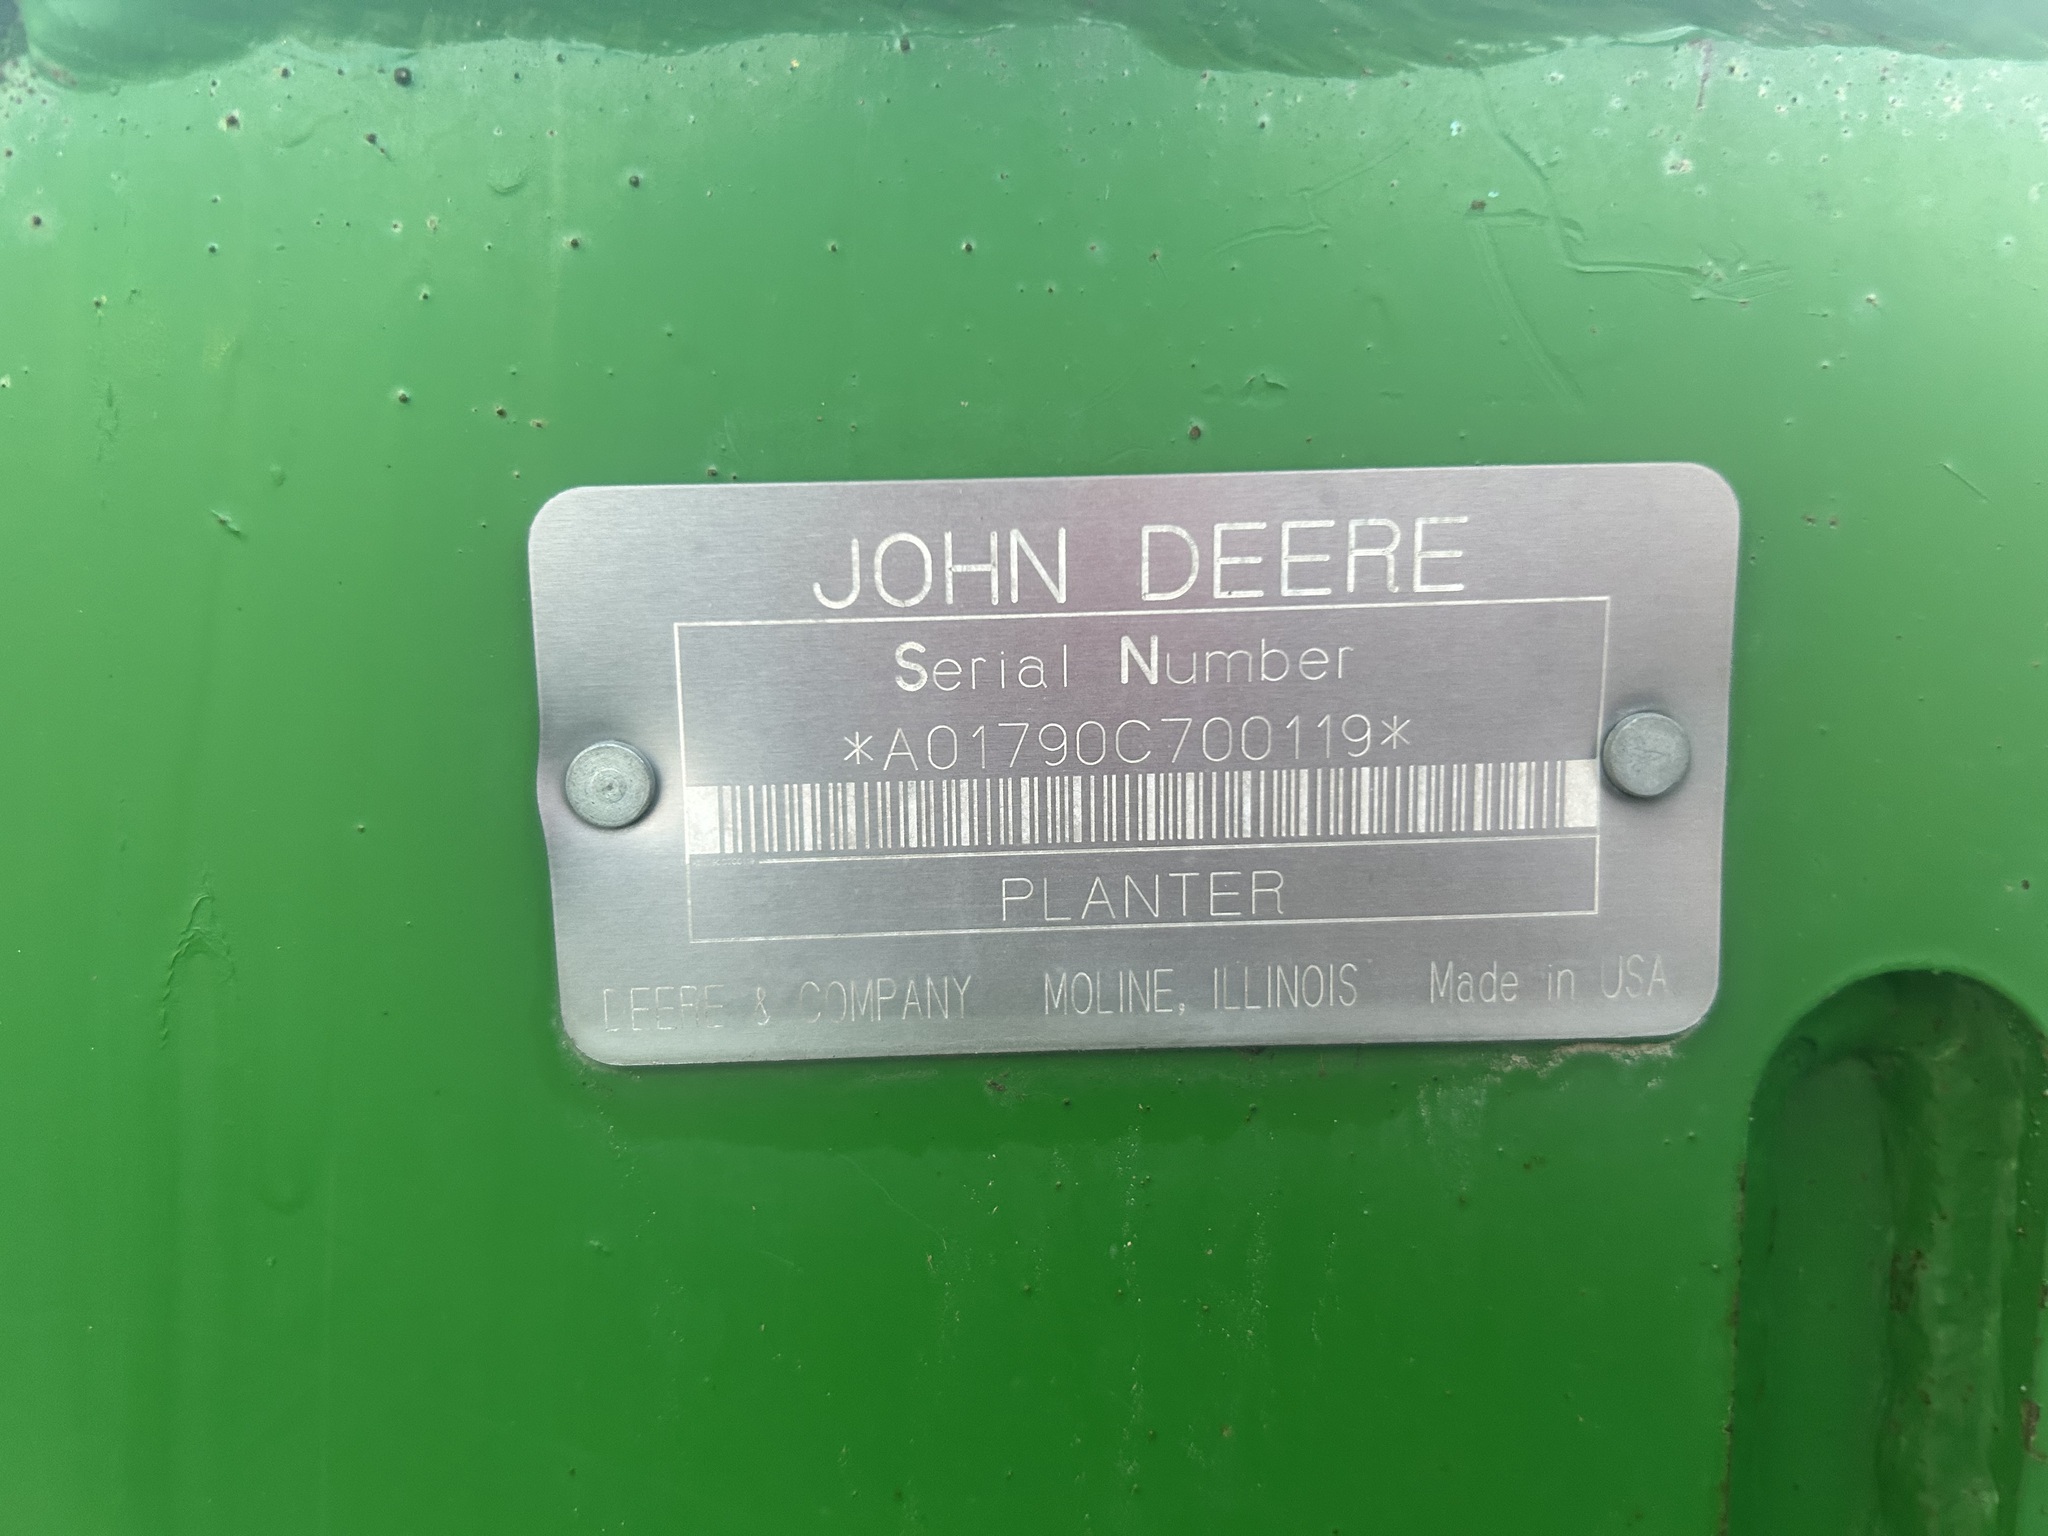 JOHN DEERE
Serial Number
*A01790C700119*
PLANTER
DEERE & COMPANY MOLINE, ILLINOIS Made in USA